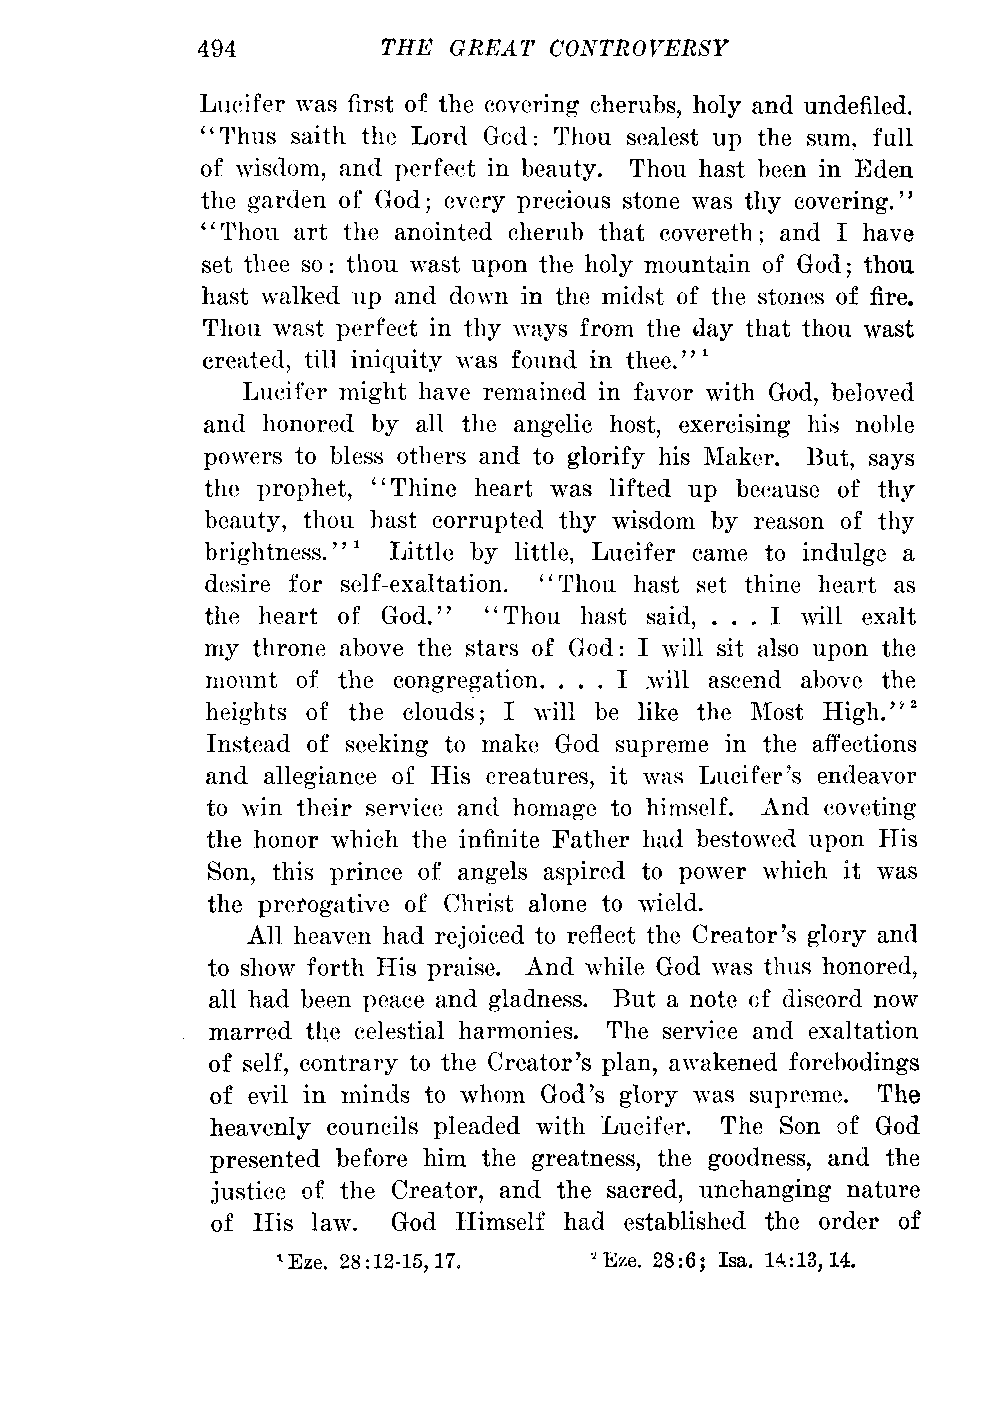 494 THE GREAT CONTROVERSY
Lucifer was first of the covering cherubs, holy and undefiled.
“Thus saith the Lord God: Thou sealest up the sum, full
of wisdom, and perfect in beauty. Thou hast been in Eden
the garden of God; every precious stone was thy covering.”
“Thou art the anointed cherub that covereth; and I have
set thee so: thou wast upon the holy mountain of God; thou
hast walked up and down in the midst of the stones of fire.
Thou wast perfect in thy ways from the day that thou wast
created, till iniquity was found in thee.”¹
Lucifer might have remained in favor with God, beloved
and honored by all the angelic host, exercising his noble
powers to bless others and to glorify his Maker. But, says
the prophet, “Thine heart was lifted up because of thy
beauty, thou hast corrupted thy wisdom by reason of thy
brightness.”¹ Little by little, Lucifer came to indulge a
desire for self-exaltation. “Thou hast set thine heart as
the heart of God.” “Thou hast said, . . . I will exalt
my throne above the stars of God: I will sit also upon the
mount of the congregation. . . . I will ascend above the
heights of the clouds; I will be like the Most High.”²
Instead of seeking to make God supreme in the affections
and allegiance of His creatures, it was Lucifer’s endeavor
to win their service and homage to himself. And coveting
the honor which the infinite Father had bestowed upon His
Son, this prince of angels aspired to power which it was
the prerogative of Christ alone to wield.
All heaven had rejoiced to reflect the Creator’s glory and
to show forth His praise. And while God was thus honored,
all had been peace and gladness. But a note of discord now
marred the celestial harmonies. The service and exaltation
of self, contrary to the Creator’s plan, awakened forebodings
of evil in minds to whom God’s glory was supreme. The
heavenly councils pleaded with Lucifer. The Son of God
presented before him the greatness, the goodness, and the
justice of the Creator, and the sacred, unchanging nature
of His law. God Himself had established the order of
¹Eze. 28:12-15, 17. ²Eze. 28:6; Isa. 14:13, 14.